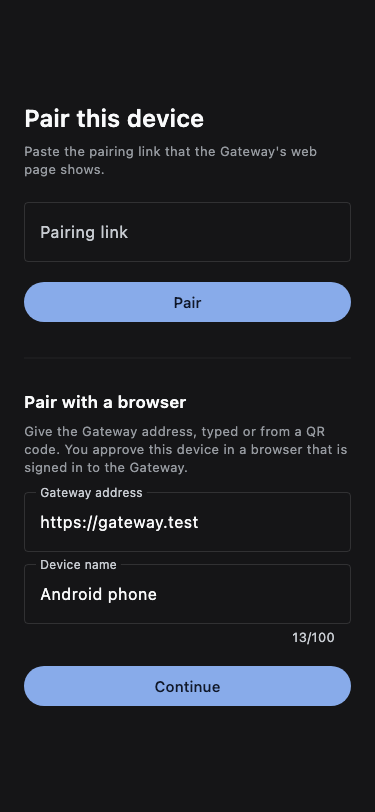 Pair this device
Paste the pairing link that the Gateway's web
page shows.
Pairing link
Pair
Pair with a browser
Give the Gateway address, typed or from a QR
code. You approve this device in a browser that is
signed in to the Gateway.
Gateway address
https://gateway.test
Device name
Android phone
13/100
Continue